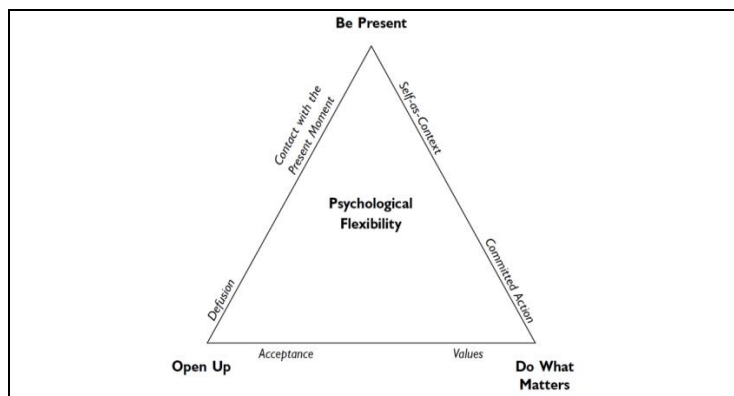 Be Present
Contact with the
Present Moment
Self-as-Context
Psychological
Flexibility
Defusion
Committed Action
Open Up
Acceptance
Values
Do What
Matters